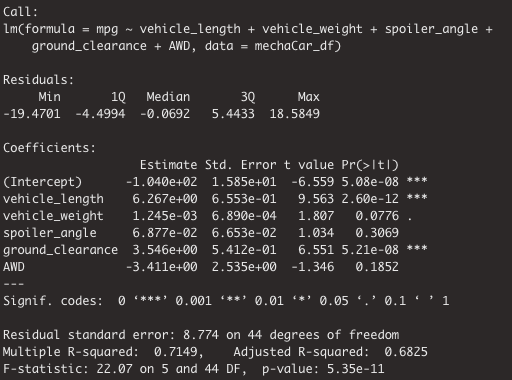 Call:
lm(formula = mpg ~ vehicle_length + vehicle_weight + spoiler_angle +
    ground_clearance + AWD, data = mechaCar_df)

Residuals:
     Min       1Q   Median       3Q      Max
-19.4701  -4.4994  -0.0692   5.4433  18.5849

Coefficients:
                   Estimate Std. Error t value Pr(>|t|)
(Intercept)      -1.040e+02  1.585e+01  -6.559 5.08e-08 ***
vehicle_length    6.267e+00  6.553e-01   9.563 2.60e-12 ***
vehicle_weight    1.245e-03  6.890e-04   1.807   0.0776 .
spoiler_angle     6.877e-02  6.653e-02   1.034   0.3069
ground_clearance  3.546e+00  5.412e-01   6.551 5.21e-08 ***
AWD              -3.411e+00  2.535e+00  -1.346   0.1852
---
Signif. codes:  0 ‘***’ 0.001 ‘**’ 0.01 ‘*’ 0.05 ‘.’ 0.1 ‘ ’ 1

Residual standard error: 8.774 on 44 degrees of freedom
Multiple R-squared:  0.7149,    Adjusted R-squared:  0.6825
F-statistic: 22.07 on 5 and 44 DF,  p-value: 5.35e-11